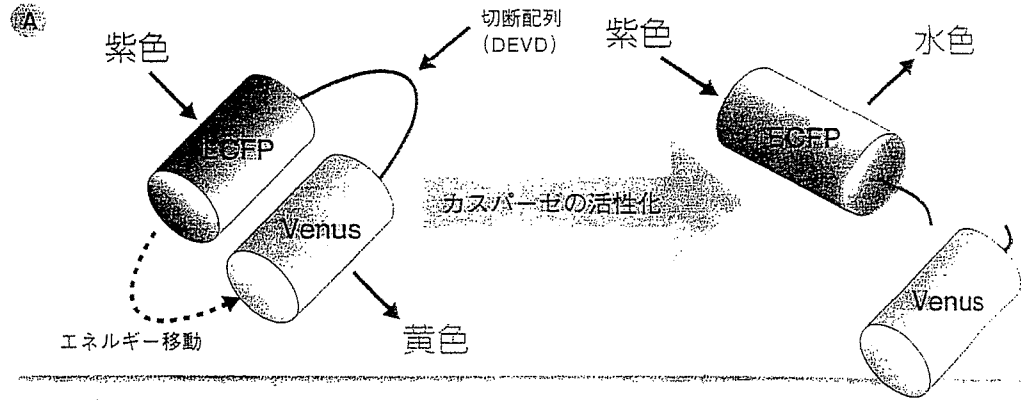 A
紫色
切断配列
(DEVD)
ECFP
Venus
エネルギー移動
黄色
カスパーゼの活性化
紫色
水色
ECFP
Venus